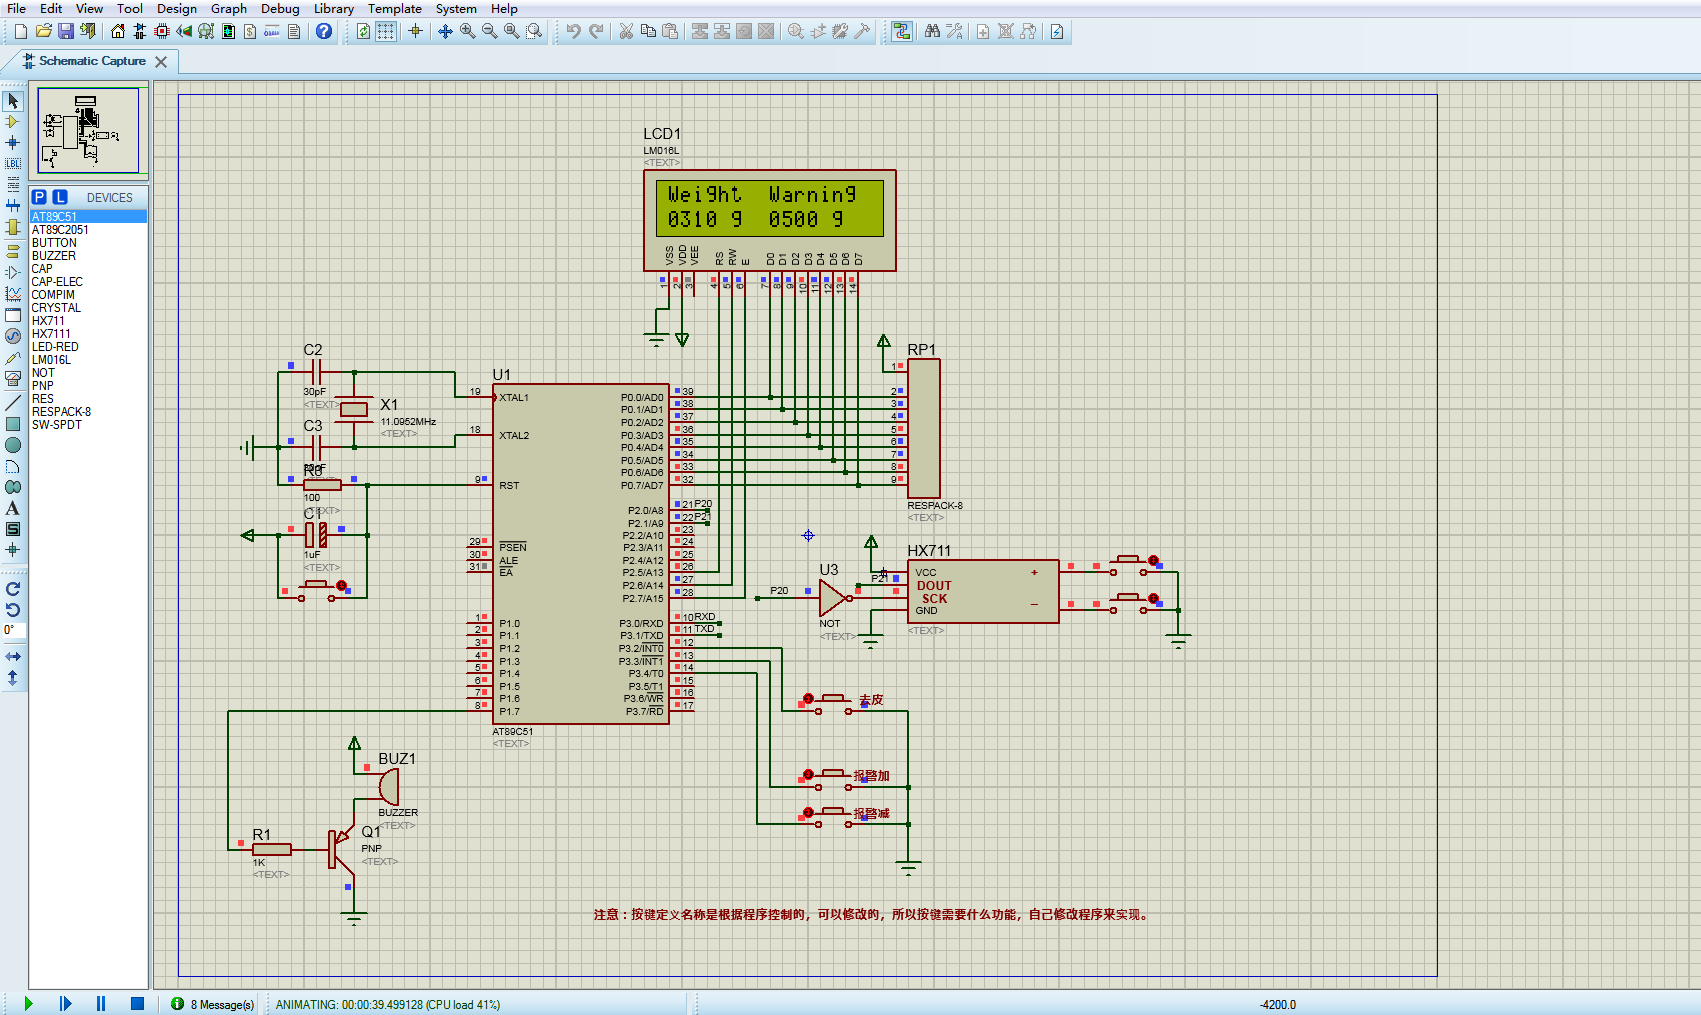 File Edit View Tool Design Graph Debug Library Template System Help
Schematic Capture
P L DEVICES
AT89C51
AT89C2051
BUTTON
BUZZER
CAP
CAP-ELEC
COMPIM
CRYSTAL
HX711
HX7111
LED-RED
LM016L
NOT
PNP
RES
RESPACK-8
SW-SPDT
LBL
A
S
0°
LCD1
LM016L
<TEXT>
Weight Warning
0310 g 0500 g
VSS VDD VEE RS RW E D0 D1 D2 D3 D4 D5 D6 D7
1 2 3 4 5 6 7 8 9 10 11 12 13 14
C2
30pF
<TEXT>
X1
11.0952MHz
<TEXT>
C3
100
<TEXT>
C1
1uF
<TEXT>
U1
19 XTAL1
18 XTAL2
9 RST
29 PSEN
30 ALE
31 EA
1 P1.0
2 P1.1
3 P1.2
4 P1.3
5 P1.4
6 P1.5
7 P1.6
8 P1.7
P0.0/AD0 39
P0.1/AD1 38
P0.2/AD2 37
P0.3/AD3 36
P0.4/AD4 35
P0.5/AD5 34
P0.6/AD6 33
P0.7/AD7 32
P2.0/A8 21 P20
P2.1/A9 22 P21
P2.2/A10 23
P2.3/A11 24
P2.4/A12 25
P2.5/A13 26
P2.6/A14 27
P2.7/A15 28
P3.0/RXD 10 RXD
P3.1/TXD 11 TXD
P3.2/INT0 12
P3.3/INT1 13
P3.4/T0 14
P3.5/T1 15
P3.6/WR 16
P3.7/RD 17
AT89C51
<TEXT>
RP1
1
2
3
4
5
6
7
8
9
RESPACK-8
<TEXT>
U3
P20
NOT
<TEXT>
P21
HX711
VCC +
DOUT
SCK
GND −
<TEXT>
去皮
报警加
报警减
BUZ1
BUZZER
<TEXT>
R1
1K
<TEXT>
Q1
PNP
<TEXT>
注意：按键定义名称是根据程序控制的，可以修改的，所以按键需要什么功能，自己修改程序来实现。
8 Message(s) ANIMATING: 00:00:39.499128 (CPU load 41%) -4200.0